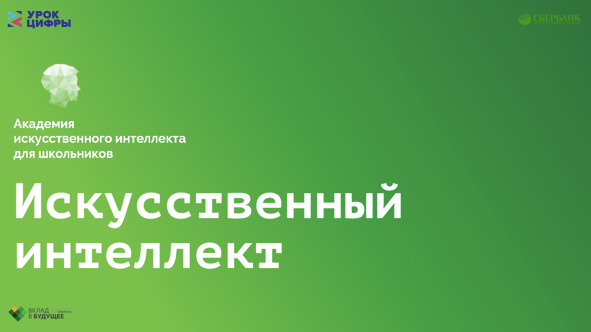 УРОК
ЦИФРЫ
СБЕРБАНК
Академия
искусственного интеллекта
для школьников
Искусственный
интеллект
ВКЛАД
В БУДУЩЕЕ